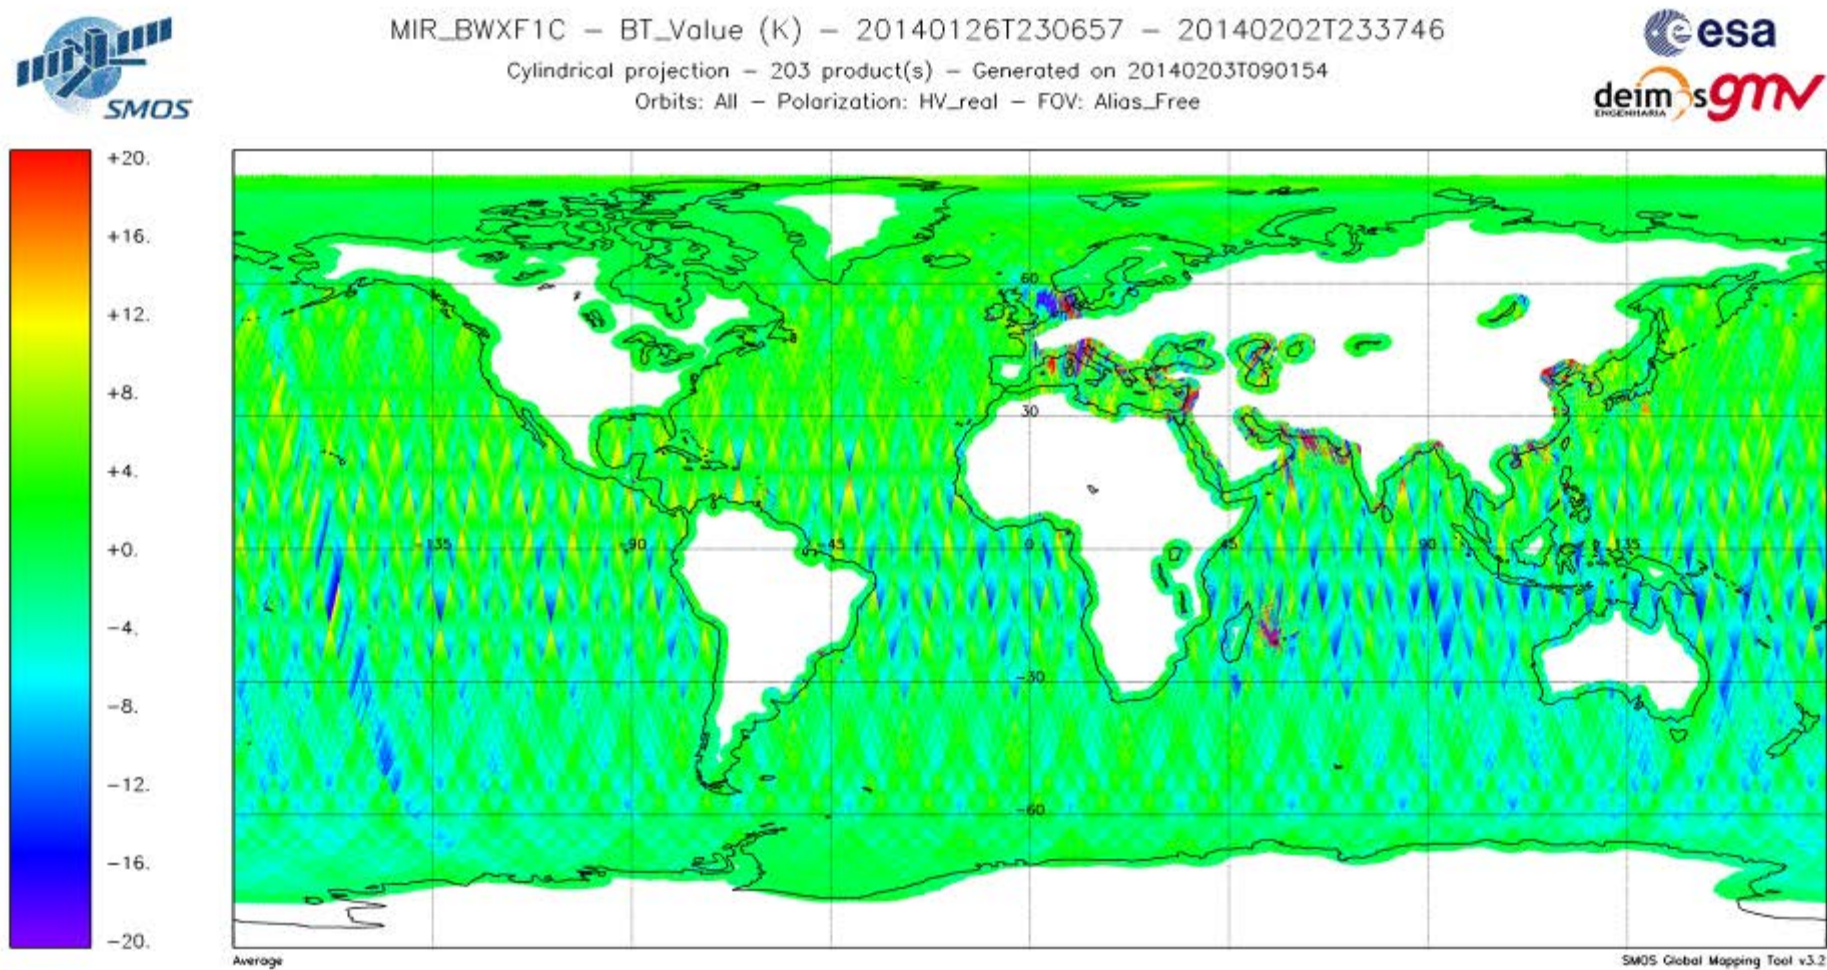 MIR_BWXF1C – BT_Value (K) – 20140126T230657 – 20140202T233746
Cylindrical projection – 203 product(s) – Generated on 20140203T090154
Orbits: All – Polarization: HV_real – FOV: Alias_Free
SMOS
esa
deimos
ENGENHARIA
gmv
+20.
+16.
+12.
+8.
+4.
+0.
−4.
−8.
−12.
−16.
−20.
60
30
-135
-90
-45
0
45
90
135
-30
-60
Average
SMOS Global Mapping Tool v3.2